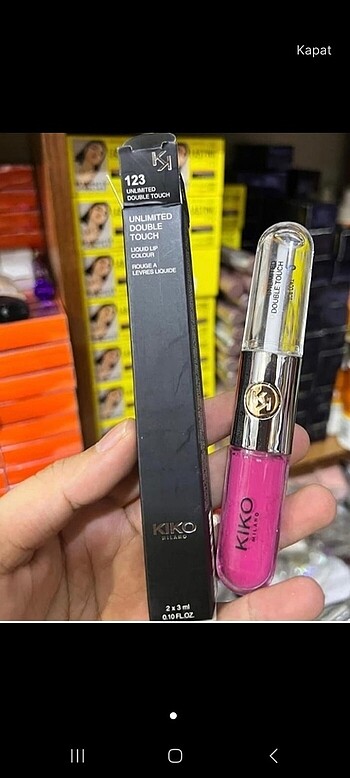 Kapat
123
UNLIMITED
DOUBLE TOUCH
UNLIMITED
DOUBLE
TOUCH
LIQUID LIP
COLOUR
ROUGE A
LEVRES LIQUIDE
KIKO
MILANO
2 x 3 ml
0.10 FL.OZ.
UNLIMITED
DOUBLE TOUCH
KIKO
MILANO